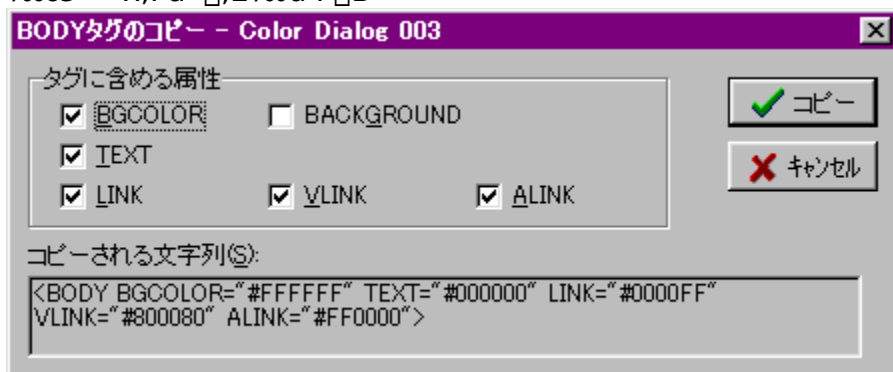 BODYタグのコピー - Color Dialog 003
タグに含める属性
BGCOLOR BACKGROUND
TEXT
LINK VLINK ALINK
コピー
キャンセル
コピーされる文字列(S):
<BODY BGCOLOR="#FFFFFF" TEXT="#000000" LINK="#0000FF"
VLINK="#800080" ALINK="#FF0000">